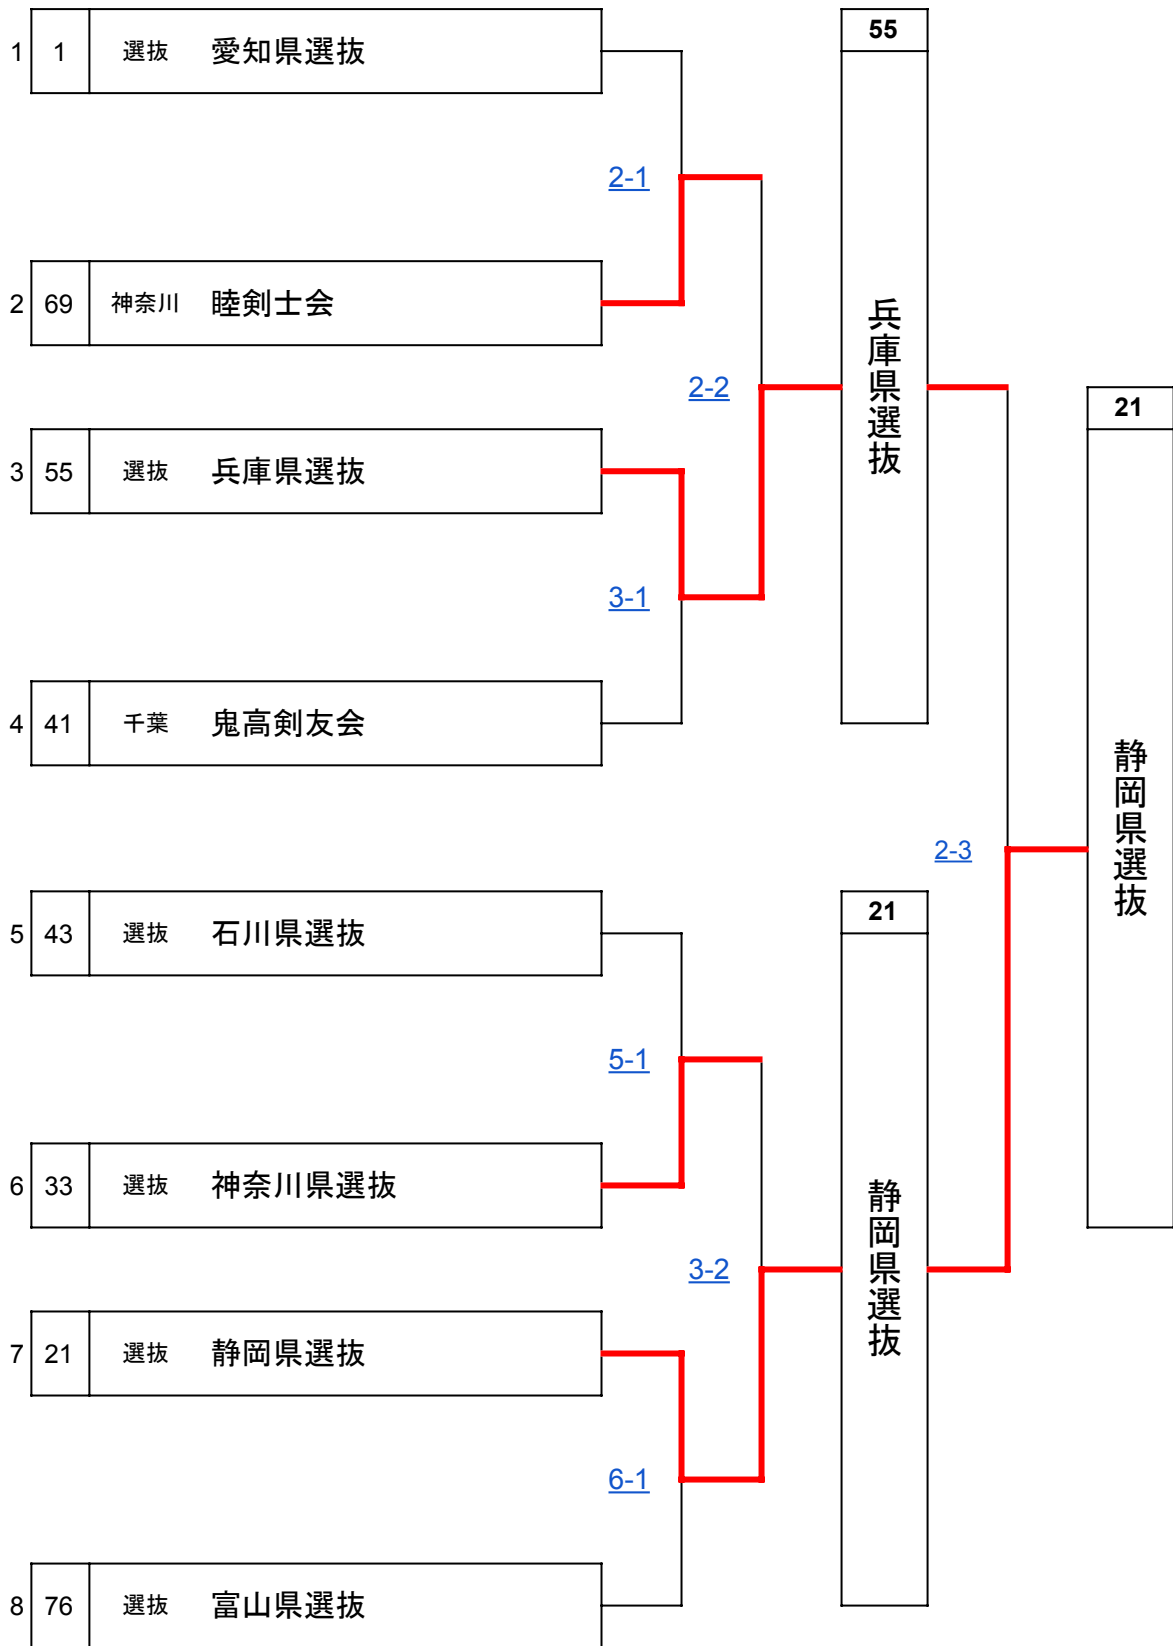 1 1 選抜 愛知県選抜
2-1
2 69 神奈川 睦剣士会
2-2
3 55 選抜 兵庫県選抜
3-1
4 41 千葉 鬼高剣友会
5 43 選抜 石川県選抜
5-1
6 33 選抜 神奈川県選抜
3-2
7 21 選抜 静岡県選抜
6-1
8 76 選抜 富山県選抜
55
兵庫県選抜
21
静岡県選抜
2-3
21
静岡県選抜